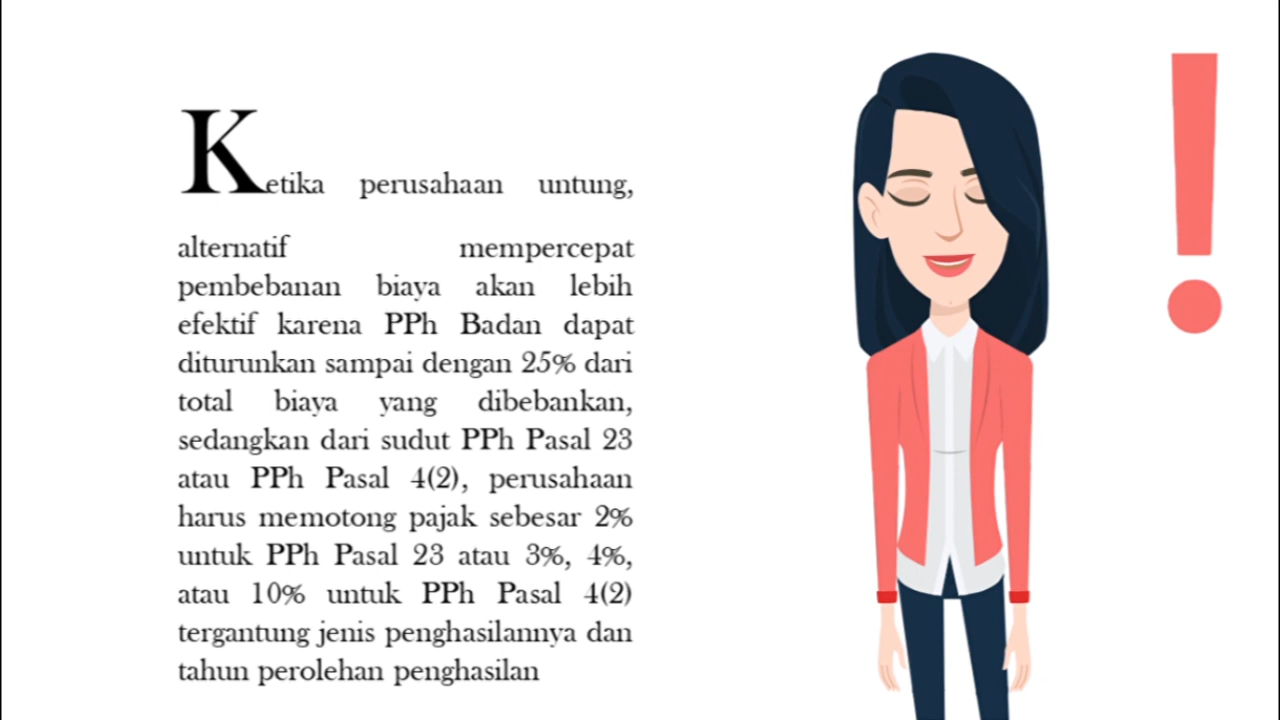 Ketika perusahaan untung,
alternatif mempercepat
pembebanan biaya akan lebih
efektif karena PPh Badan dapat
diturunkan sampai dengan 25% dari
total biaya yang dibebankan,
sedangkan dari sudut PPh Pasal 23
atau PPh Pasal 4(2), perusahaan
harus memotong pajak sebesar 2%
untuk PPh Pasal 23 atau 3%, 4%,
atau 10% untuk PPh Pasal 4(2)
tergantung jenis penghasilannya dan
tahun perolehan penghasilan
!